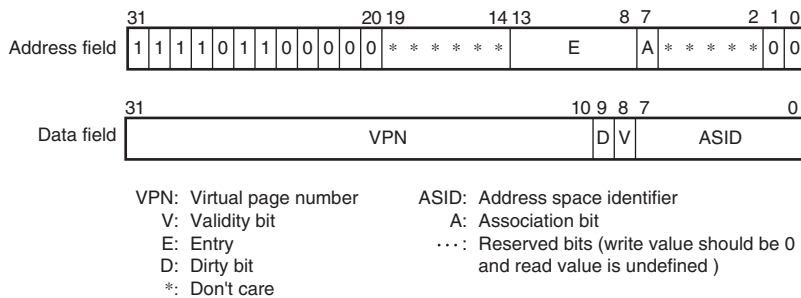 31 20 19 14 13 8 7 2 1 0
Address field 1 1 1 1 0 1 1 0 0 0 0 0 * * * * * * E A * * * * * 0 0
31 10 9 8 7 0
Data field VPN D V ASID
VPN: Virtual page number
V: Validity bit
E: Entry
D: Dirty bit
*: Don't care
ASID: Address space identifier
A: Association bit
···: Reserved bits (write value should be 0
and read value is undefined )